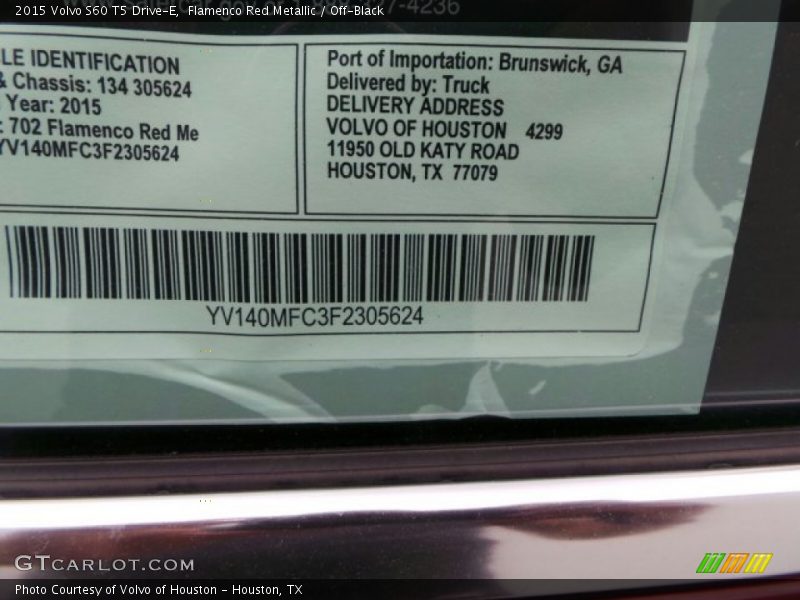 2015 Volvo S60 T5 Drive-E, Flamenco Red Metallic / Off-Black
7-4236
LE IDENTIFICATION
& Chassis: 134 305624
Year: 2015
: 702 Flamenco Red Me
YV140MFC3F2305624
Port of Importation: Brunswick, GA
Delivered by: Truck
DELIVERY ADDRESS
VOLVO OF HOUSTON 4299
11950 OLD KATY ROAD
HOUSTON, TX 77079
YV140MFC3F2305624
GTCARLOT.COM
Photo Courtesy of Volvo of Houston - Houston, TX